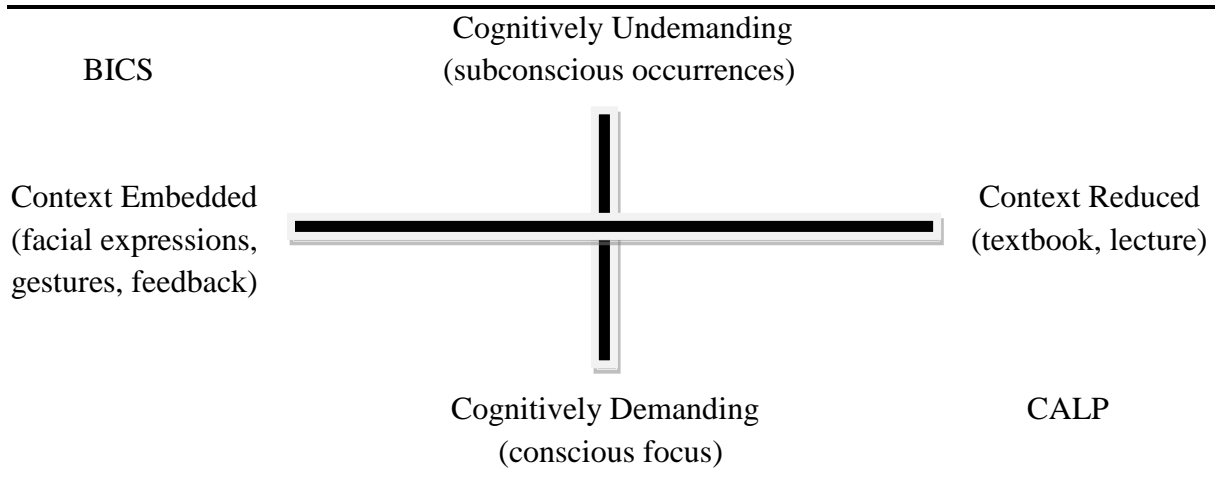 Cognitively Undemanding
BICS
(subconscious occurrences)
Context Embedded
(facial expressions,
gestures, feedback)
Context Reduced
(textbook, lecture)
Cognitively Demanding
(conscious focus)
CALP